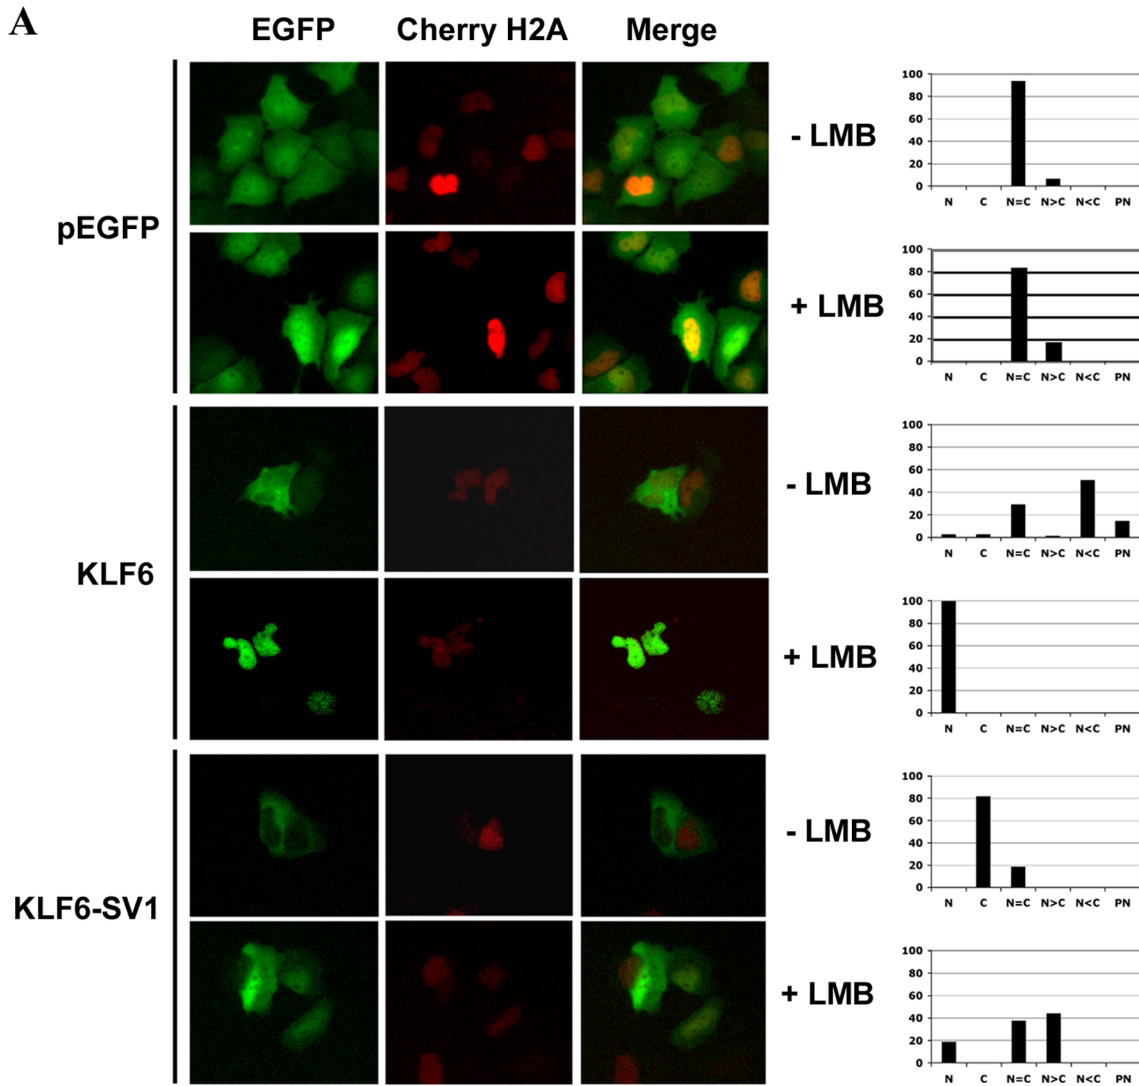 A
EGFP Cherry H2A Merge
pEGFP
- LMB
100
80
60
40
20
0
N C N=C N>C N<C PN
+ LMB
100
80
60
40
20
0
N C N=C N>C N<C PN
KLF6
- LMB
100
80
60
40
20
0
N C N=C N>C N<C PN
+ LMB
100
80
60
40
20
0
N C N=C N>C N<C PN
KLF6-SV1
- LMB
100
80
60
40
20
0
N C N=C N>C N<C PN
+ LMB
100
80
60
40
20
0
N C N=C N>C N<C PN